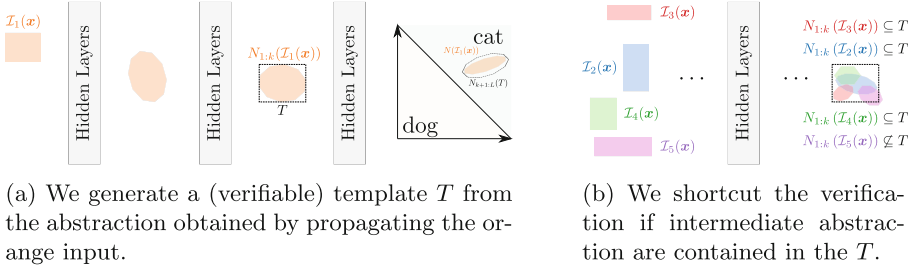 I₁(x)
Hidden Layers
Hidden Layers
N₁:ₖ(I₁(x))
T
Hidden Layers
cat
N(I₁(x))
Nₖ₊₁:L(T)
dog
(a) We generate a (verifiable) template T from
the abstraction obtained by propagating the or-
ange input.
I₃(x)
I₂(x)
I₄(x)
I₅(x)
...
Hidden Layers
...
N₁:ₖ (I₃(x)) ⊆ T
N₁:ₖ (I₂(x)) ⊆ T
N₁:ₖ (I₄(x)) ⊆ T
N₁:ₖ (I₅(x)) ⊈ T
(b) We shortcut the verifica-
tion if intermediate abstrac-
tion are contained in the T.